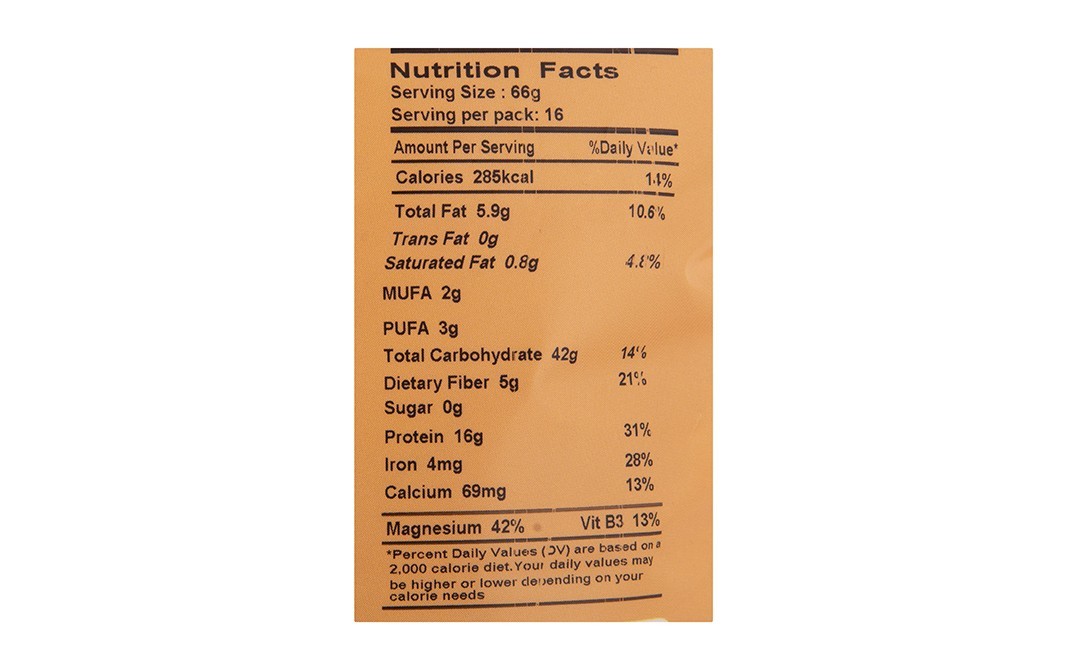 Nutrition Facts
Serving Size : 66g
Serving per pack: 16
Amount Per Serving %Daily Value*
Calories 285kcal 14%
Total Fat 5.9g 10.6%
Trans Fat 0g
Saturated Fat 0.8g 4.8%
MUFA 2g
PUFA 3g
Total Carbohydrate 42g 14%
Dietary Fiber 5g 21%
Sugar 0g
Protein 16g 31%
Iron 4mg 28%
Calcium 69mg 13%
Magnesium 42% Vit B3 13%
*Percent Daily Values (DV) are based on a
2,000 calorie diet.Your daily values may
be higher or lower depending on your
calorie needs